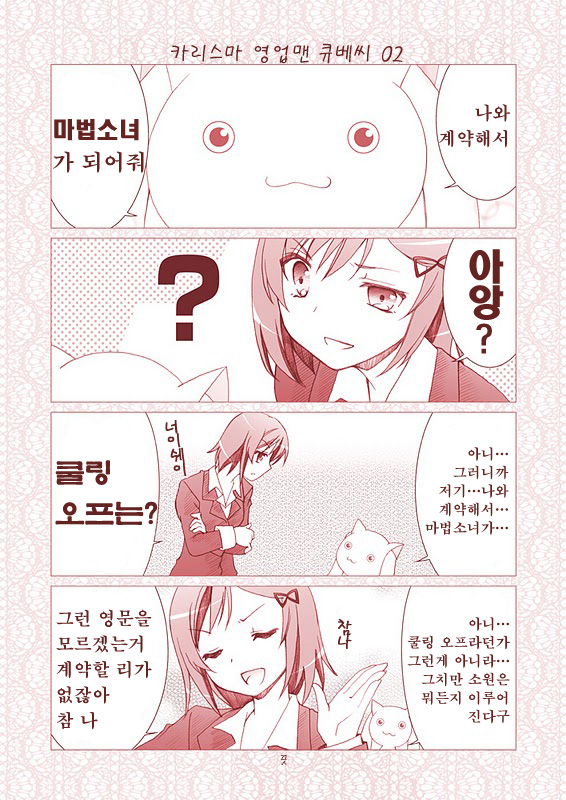 카리스마 영업맨 큐베씨 02
나와
계약해서
마법소녀
가 되어줘
아앙
?
?
아니…
그러니까
저기…나와
계약해서…
마법소녀가…
너이쉐이
쿨링
오프는?
아니…
쿨링 오프라던가
그런게 아니라…
그치만 소원은
뭐든지 이루어
진다구
참나
그런 영문을
모르겠는거
계약할 리가
없잖아
참 나
끗